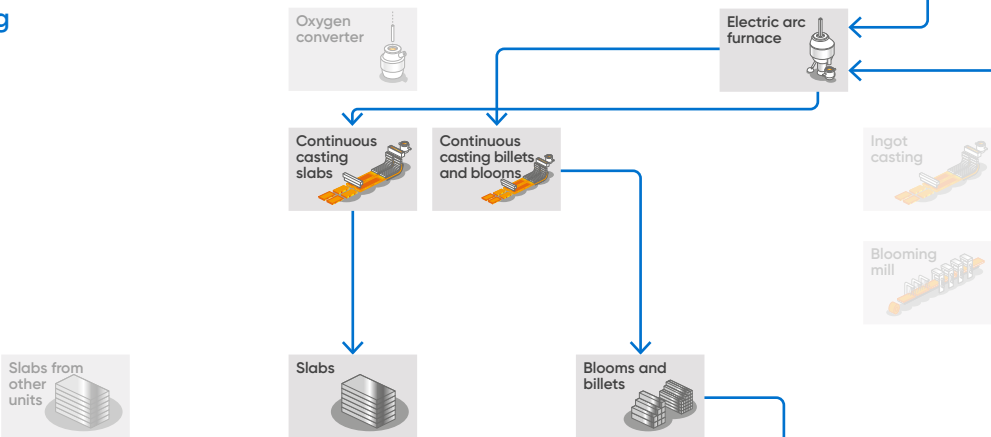 Oxygen
converter
Electric arc
furnace
Continuous
casting
slabs
Continuous
casting billets
and blooms
Ingot
casting
Blooming
mill
Slabs from
other
units
Slabs
Blooms and
billets